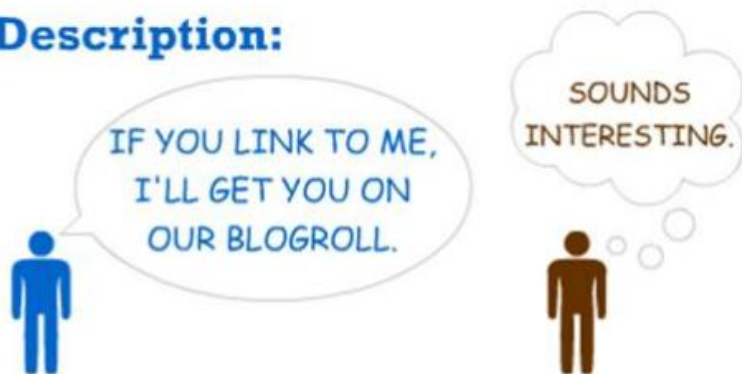 Description:
IF YOU LINK TO ME,
I'LL GET YOU ON
OUR BLOGROLL.
SOUNDS
INTERESTING.